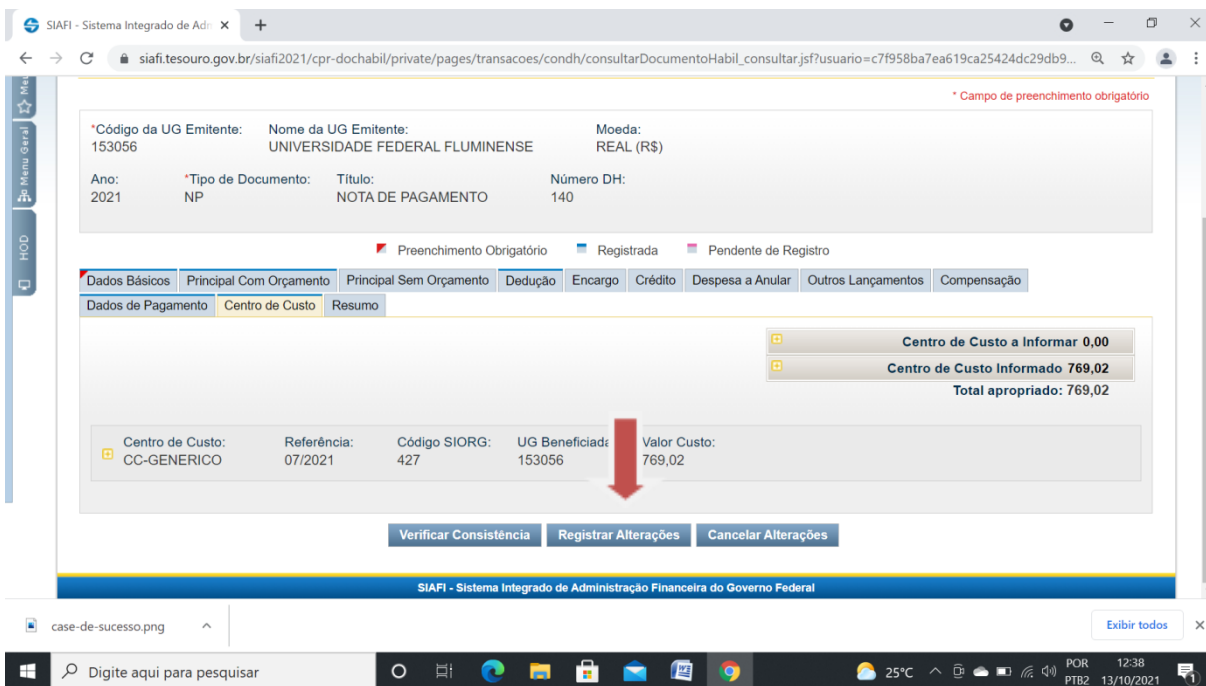 SIAFI - Sistema Integrado de Adm
siafi.tesouro.gov.br/siafi2021/cpr-dochabil/private/pages/transacoes/condh/consultarDocumentoHabil_consultar.jsf?usuario=c7f958ba7ea619ca25424dc29db9...
* Campo de preenchimento obrigatório
Menu Geral
HOD
*Código da UG Emitente: Nome da UG Emitente: Moeda:
153056 UNIVERSIDADE FEDERAL FLUMINENSE REAL (R$)
Ano: *Tipo de Documento: Título: Número DH:
2021 NP NOTA DE PAGAMENTO 140
Preenchimento Obrigatório Registrada Pendente de Registro
Dados Básicos Principal Com Orçamento Principal Sem Orçamento Dedução Encargo Crédito Despesa a Anular Outros Lançamentos Compensação
Dados de Pagamento Centro de Custo Resumo
Centro de Custo a Informar 0,00
Centro de Custo Informado 769,02
Total apropriado: 769,02
Centro de Custo: Referência: Código SIORG: UG Beneficiada Valor Custo:
CC-GENERICO 07/2021 427 153056 769,02
Verificar Consistência Registrar Alterações Cancelar Alterações
SIAFI - Sistema Integrado de Administração Financeira do Governo Federal
case-de-sucesso.png Exibir todos
Digite aqui para pesquisar 25°C POR 12:38
PTB2 13/10/2021